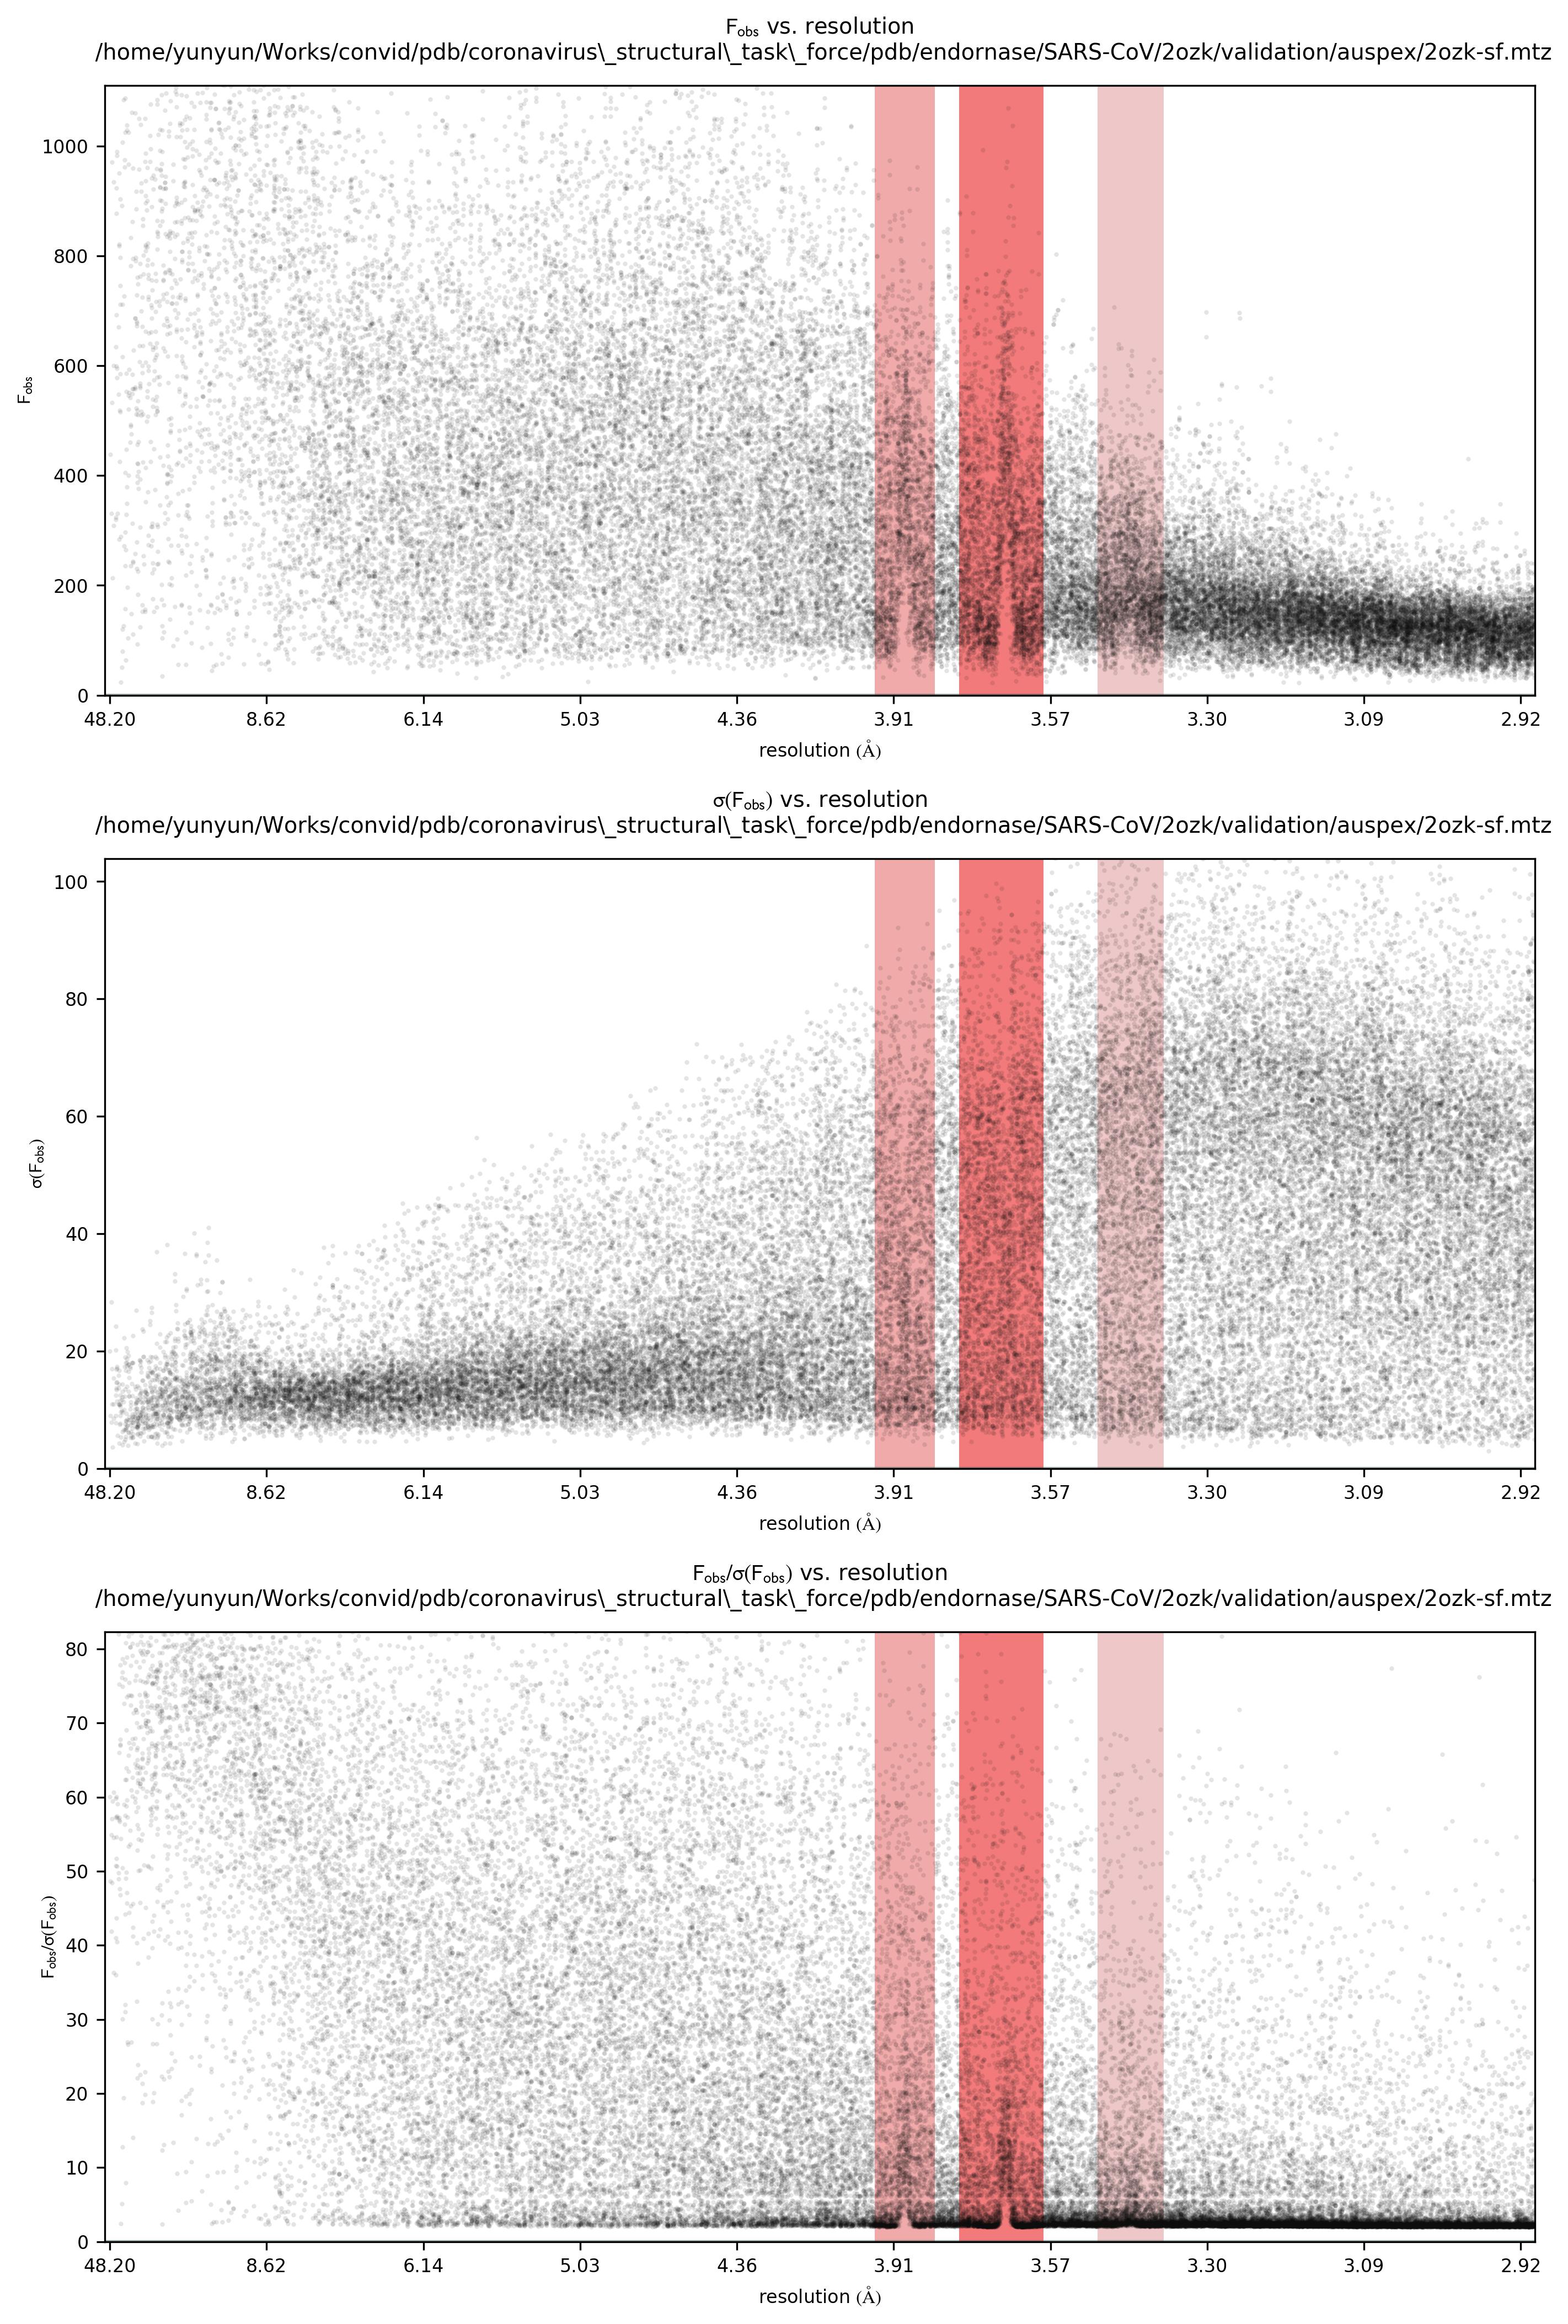 Fobs vs. resolution
/home/yunyun/Works/convid/pdb/coronavirus\_structural\_task\_force/pdb/endornase/SARS-CoV/2ozk/validation/auspex/2ozk-sf.mtz
1000
800
600
400
200
0
Fobs
48.20 8.62 6.14 5.03 4.36 3.91 3.57 3.30 3.09 2.92
resolution (Å)
σ(Fobs) vs. resolution
/home/yunyun/Works/convid/pdb/coronavirus\_structural\_task\_force/pdb/endornase/SARS-CoV/2ozk/validation/auspex/2ozk-sf.mtz
100
80
60
40
20
0
σ(Fobs)
48.20 8.62 6.14 5.03 4.36 3.91 3.57 3.30 3.09 2.92
resolution (Å)
Fobs/σ(Fobs) vs. resolution
/home/yunyun/Works/convid/pdb/coronavirus\_structural\_task\_force/pdb/endornase/SARS-CoV/2ozk/validation/auspex/2ozk-sf.mtz
80
70
60
50
40
30
20
10
0
Fobs/σ(Fobs)
48.20 8.62 6.14 5.03 4.36 3.91 3.57 3.30 3.09 2.92
resolution (Å)